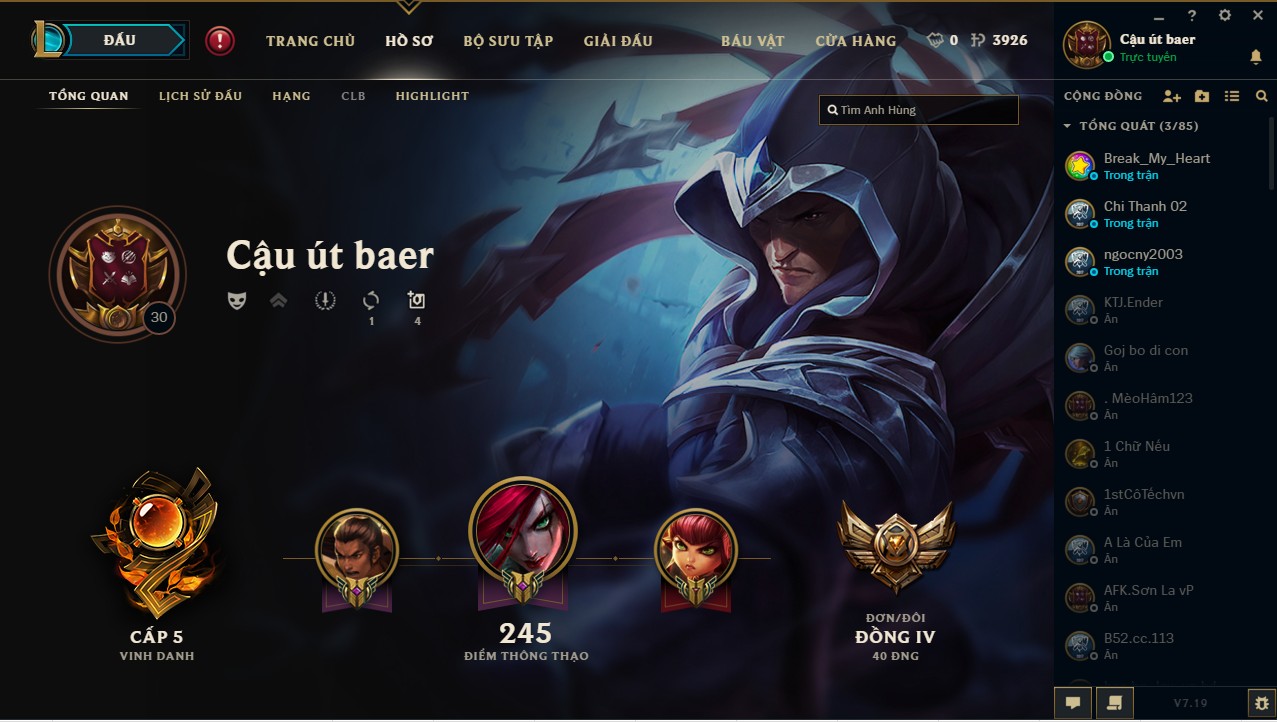 ĐẤU
TRANG CHỦ
HỒ SƠ
BỘ SƯU TẬP
GIẢI ĐẤU
BÁU VẬT
CỬA HÀNG
0
3926
Cậu út baer
Trực tuyến
TỔNG QUAN
LỊCH SỬ ĐẤU
HẠNG
CLB
HIGHLIGHT
Tìm Anh Hùng
CỘNG ĐỒNG
TỔNG QUÁT (3/85)
Break_My_Heart
Trong trận
Chi Thanh 02
Trong trận
ngocny2003
Trong trận
KTJ.Ender
Ẩn
Goj bo di con
Ẩn
. MèoHâm123
Ẩn
1 Chữ Nếu
Ẩn
1stCôTếchvn
Ẩn
A Là Của Em
Ẩn
AFK.Sơn La vP
Ẩn
B52.cc.113
Ẩn
V7.19
Cậu út baer
30
1
4
CẤP 5
VINH DANH
245
ĐIỂM THÔNG THẠO
ĐƠN/ĐÔI
ĐỒNG IV
40 ĐNG